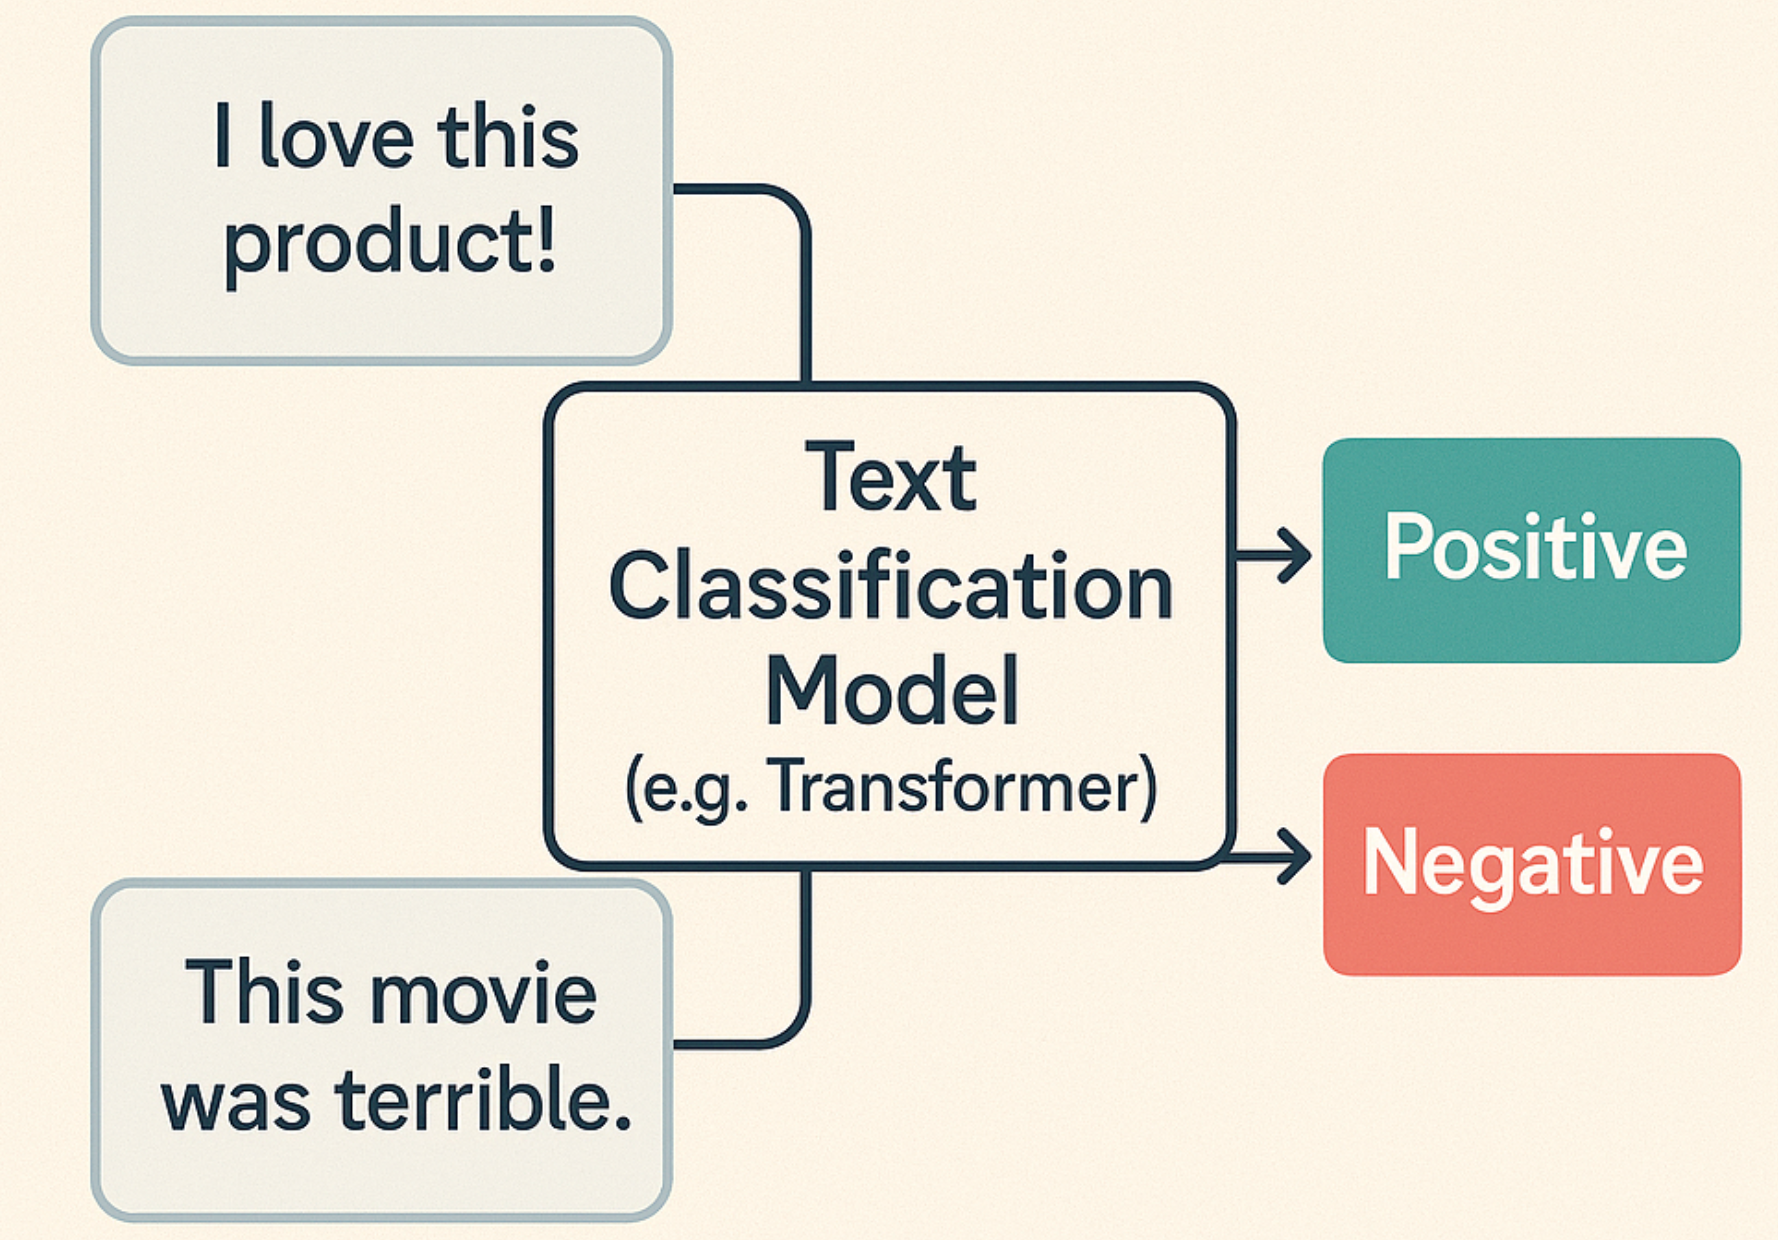 I love this
product!
Text
Classification
Model
(e.g. Transformer)
Positive
Negative
This movie
was terrible.